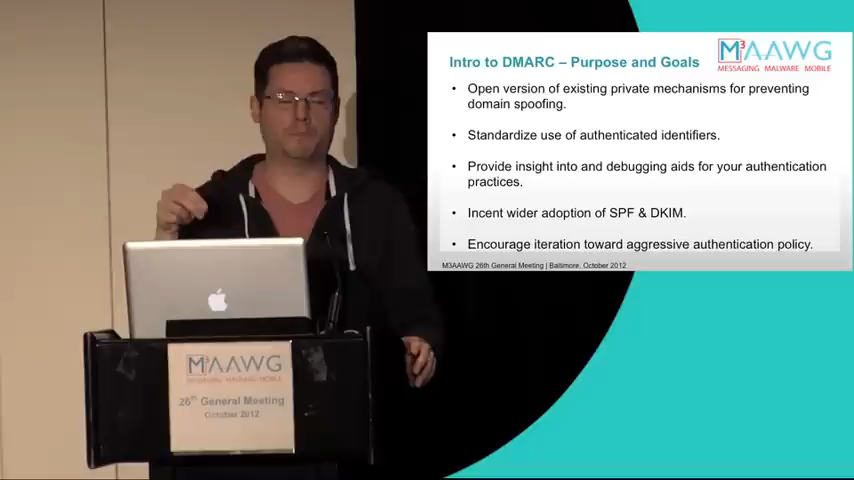 Intro to DMARC – Purpose and Goals
M3AAWG
MESSAGING MALWARE MOBILE
• Open version of existing private mechanisms for preventing
domain spoofing.
• Standardize use of authenticated identifiers.
• Provide insight into and debugging aids for your authentication
practices.
• Incent wider adoption of SPF & DKIM.
• Encourage iteration toward aggressive authentication policy.
M3AAWG 26th General Meeting | Baltimore, October 2012
M3AAWG
MESSAGING MALWARE MOBILE
26th General Meeting
October 2012